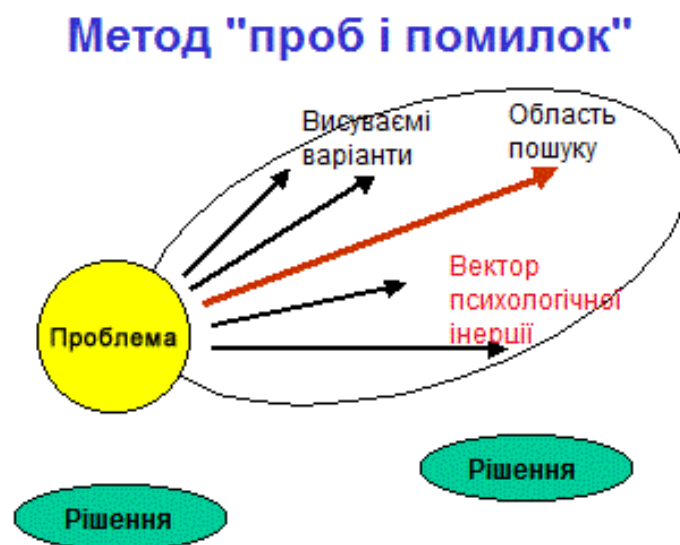 Метод "проб і помилок"
Висуваємі
варіанти
Область
пошуку
Вектор
психологічної
інерції
Проблема
Рішення
Рішення